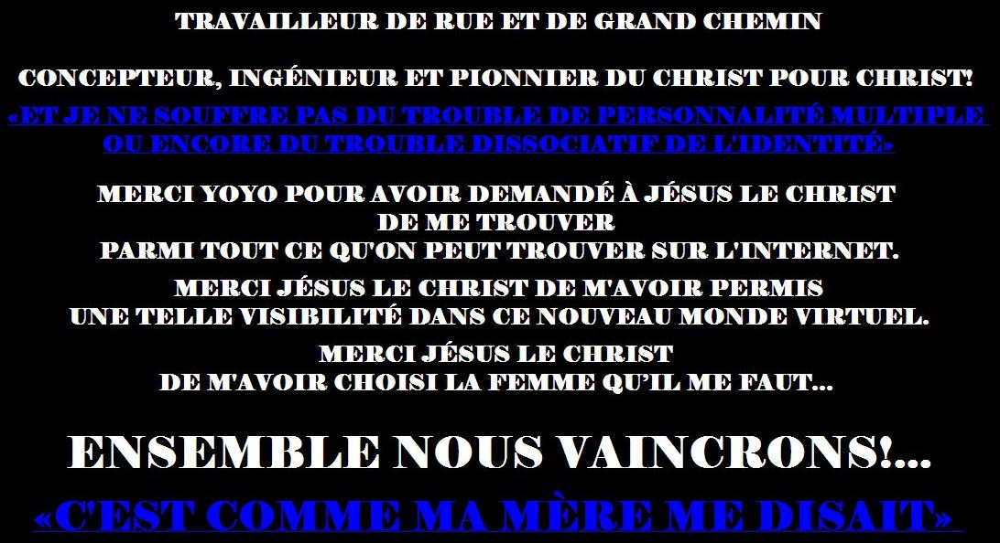 TRAVAILLEUR DE RUE ET DE GRAND CHEMIN
CONCEPTEUR, INGÉNIEUR ET PIONNIER DU CHRIST POUR CHRIST!
«ET JE NE SOUFFRE PAS DU TROUBLE DE PERSONNALITÉ MULTIPLE
OU ENCORE DU TROUBLE DISSOCIATIF DE L'IDENTITÉ»
MERCI YOYO POUR AVOIR DEMANDÉ À JÉSUS LE CHRIST
DE ME TROUVER
PARMI TOUT CE QU'ON PEUT TROUVER SUR L'INTERNET.
MERCI JÉSUS LE CHRIST DE M'AVOIR PERMIS
UNE TELLE VISIBILITÉ DANS CE NOUVEAU MONDE VIRTUEL.
MERCI JÉSUS LE CHRIST
DE M'AVOIR CHOISI LA FEMME QU’IL ME FAUT...
ENSEMBLE NOUS VAINCRONS!...
«C'EST COMME MA MÈRE ME DISAIT»